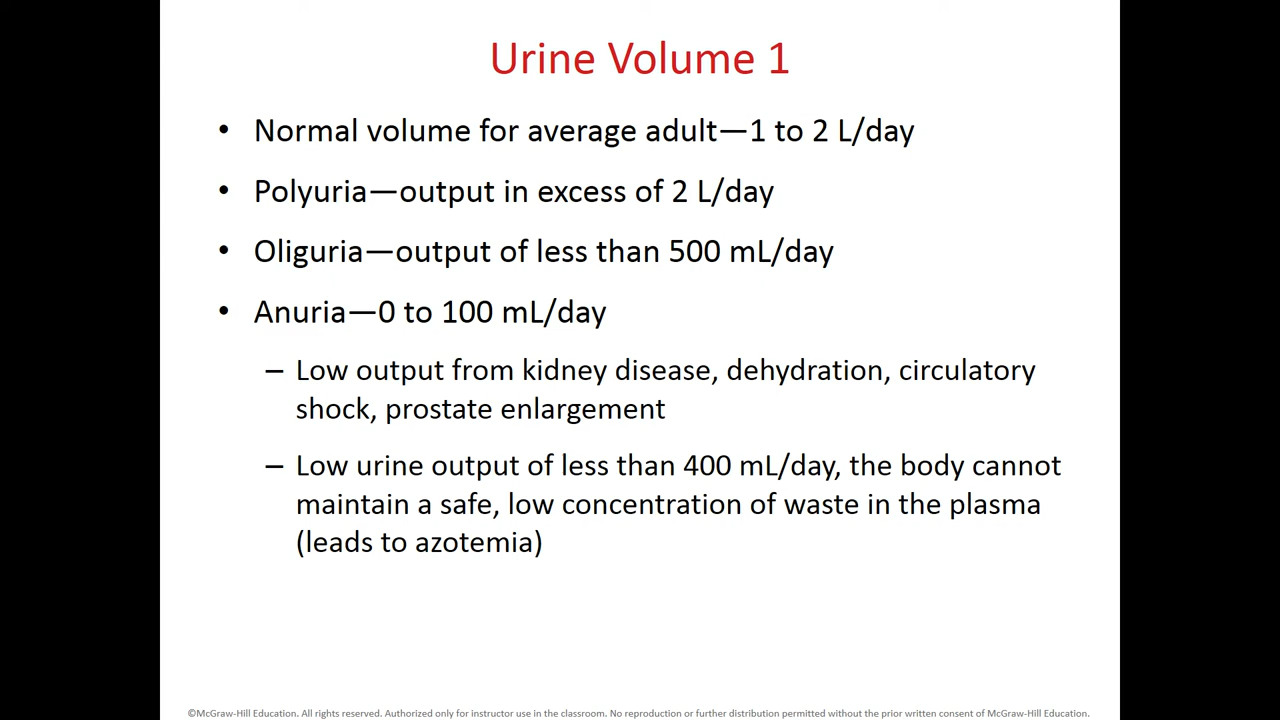 Urine Volume 1
• Normal volume for average adult—1 to 2 L/day
• Polyuria—output in excess of 2 L/day
• Oliguria—output of less than 500 mL/day
• Anuria—0 to 100 mL/day
– Low output from kidney disease, dehydration, circulatory
shock, prostate enlargement
– Low urine output of less than 400 mL/day, the body cannot
maintain a safe, low concentration of waste in the plasma
(leads to azotemia)
©McGraw-Hill Education. All rights reserved. Authorized only for instructor use in the classroom. No reproduction or further distribution permitted without the prior written consent of McGraw-Hill Education.